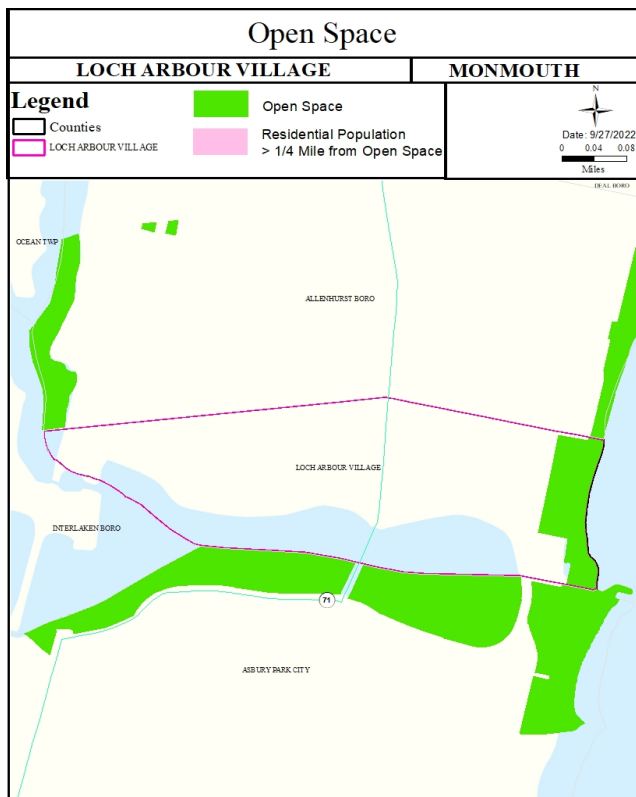 Open Space
LOCH ARBOUR VILLAGE
MONMOUTH
Legend
Counties
LOCH ARBOUR VILLAGE
Open Space
Residential Population
> 1/4 Mile from Open Space
N
Date: 9/27/2022
0 0.04 0.08
Miles
DEAL BORO
OCEAN TWP
ALLENHURST BORO
LOCH ARBOUR VILLAGE
INTERLAKEN BORO
71
ASBURY PARK CITY